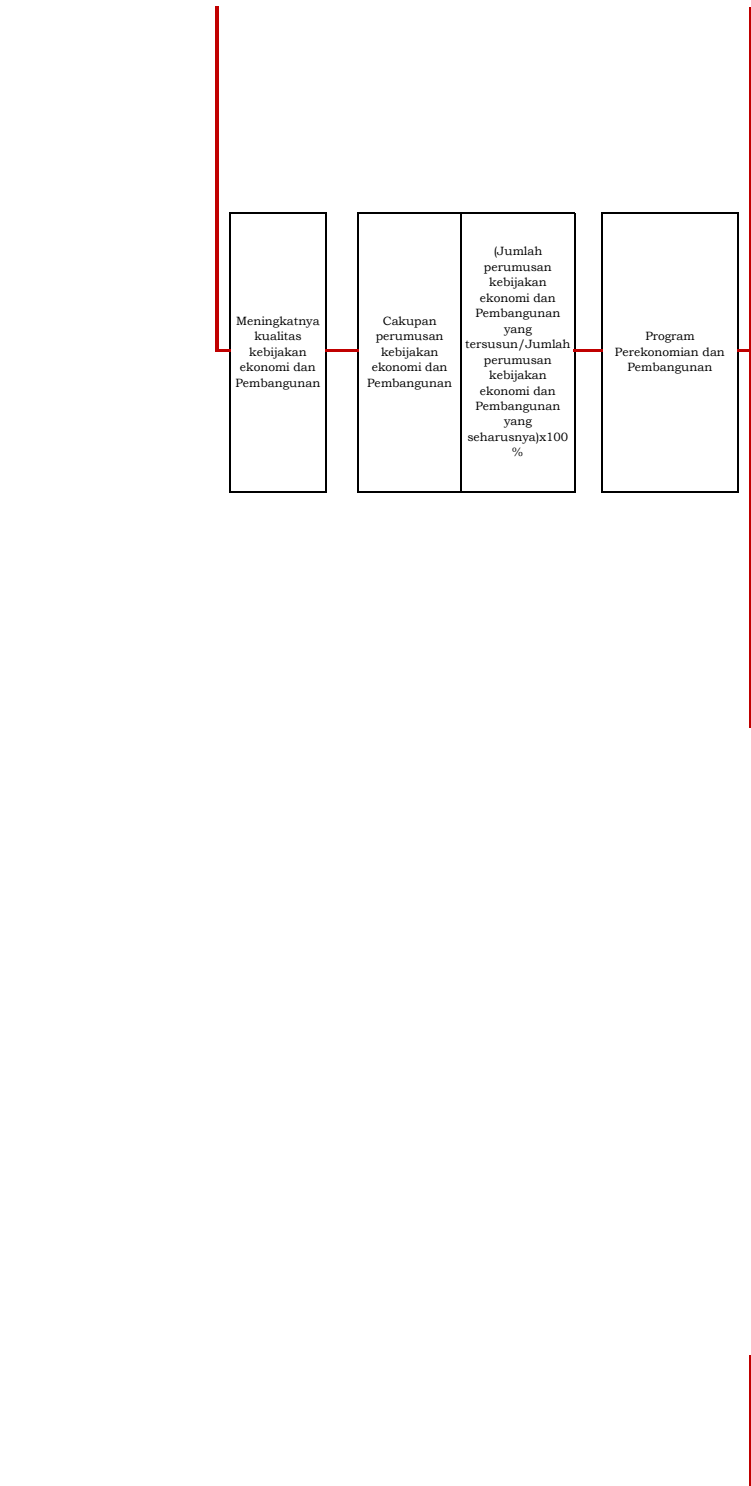 Meningkatnya
kualitas
kebijakan
ekonomi dan
Pembangunan
Cakupan
perumusan
kebijakan
ekonomi dan
Pembangunan
(Jumlah
perumusan
kebijakan
ekonomi dan
Pembangunan
yang
tersusun/Jumlah
perumusan
kebijakan
ekonomi dan
Pembangunan
yang
seharusnya)x100
%
Program
Perekonomian dan
Pembangunan